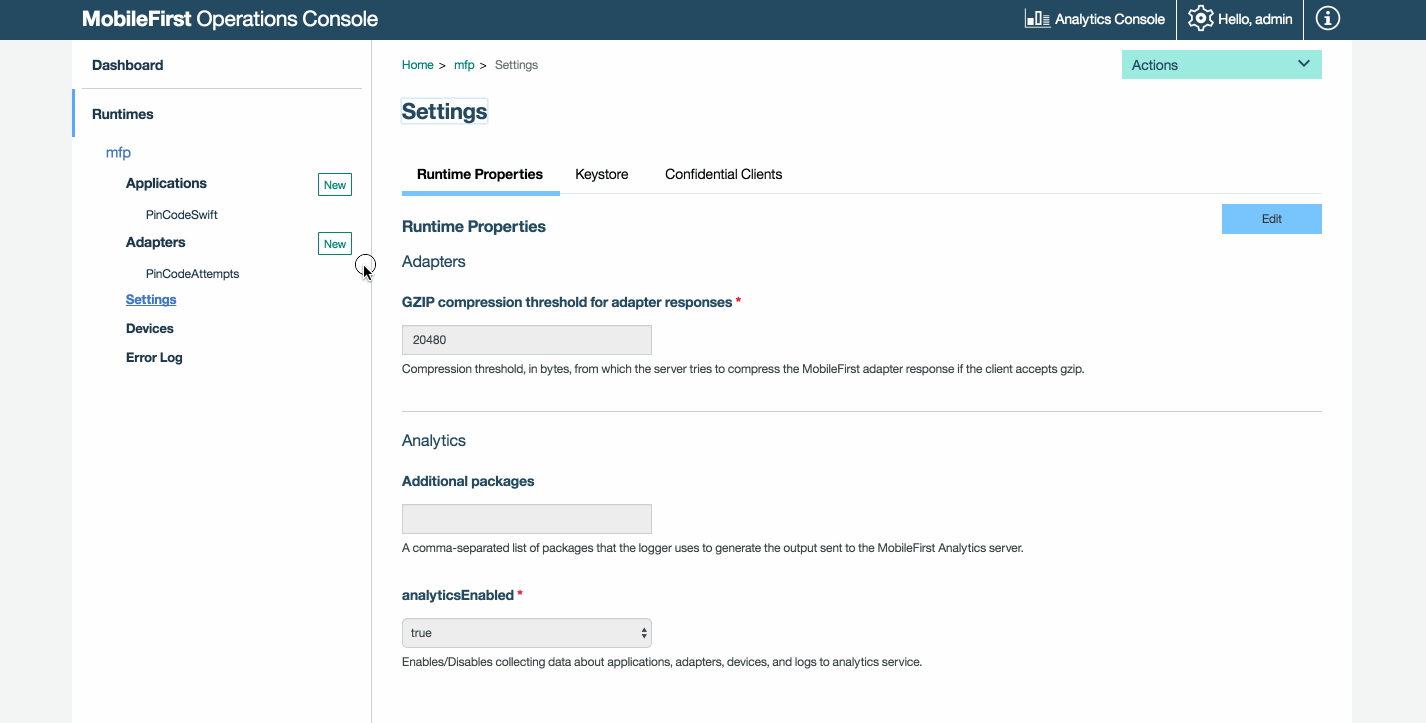 MobileFirst Operations Console
Analytics Console
Hello, admin
Dashboard
Runtimes
mfp
Applications
New
PinCodeSwift
Adapters
New
PinCodeAttempts
Settings
Devices
Error Log
Home > mfp > Settings
Actions
Settings
Runtime Properties
Keystore
Confidential Clients
Runtime Properties
Edit
Adapters
GZIP compression threshold for adapter responses *
20480
Compression threshold, in bytes, from which the server tries to compress the MobileFirst adapter response if the client accepts gzip.
Analytics
Additional packages
A comma-separated list of packages that the logger uses to generate the output sent to the MobileFirst Analytics server.
analyticsEnabled *
true
Enables/Disables collecting data about applications, adapters, devices, and logs to analytics service.